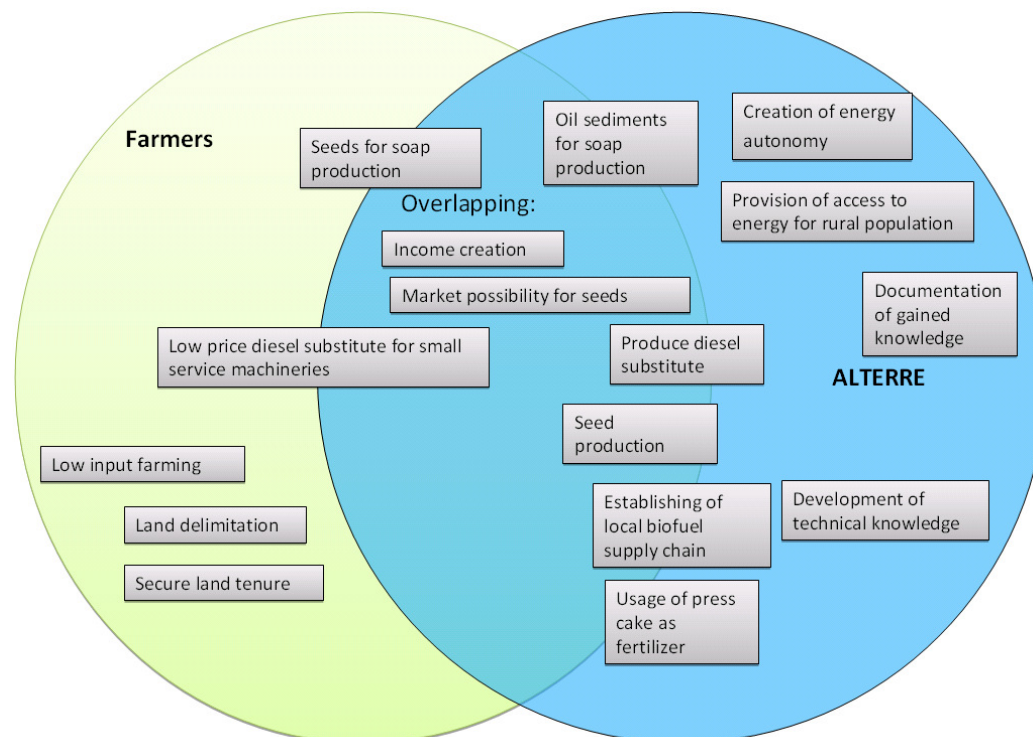 Farmers
Seeds for soap
production
Oil sediments
for soap
production
Creation of energy
autonomy
Overlapping:
Provision of access to
energy for rural population
Income creation
Market possibility for seeds
Documentation
of gained
knowledge
Low price diesel substitute for small
service machineries
Produce diesel
substitute
ALTERRE
Seed
production
Low input farming
Land delimitation
Establishing of
local biofuel
supply chain
Development of
technical knowledge
Secure land tenure
Usage of press
cake as
fertilizer